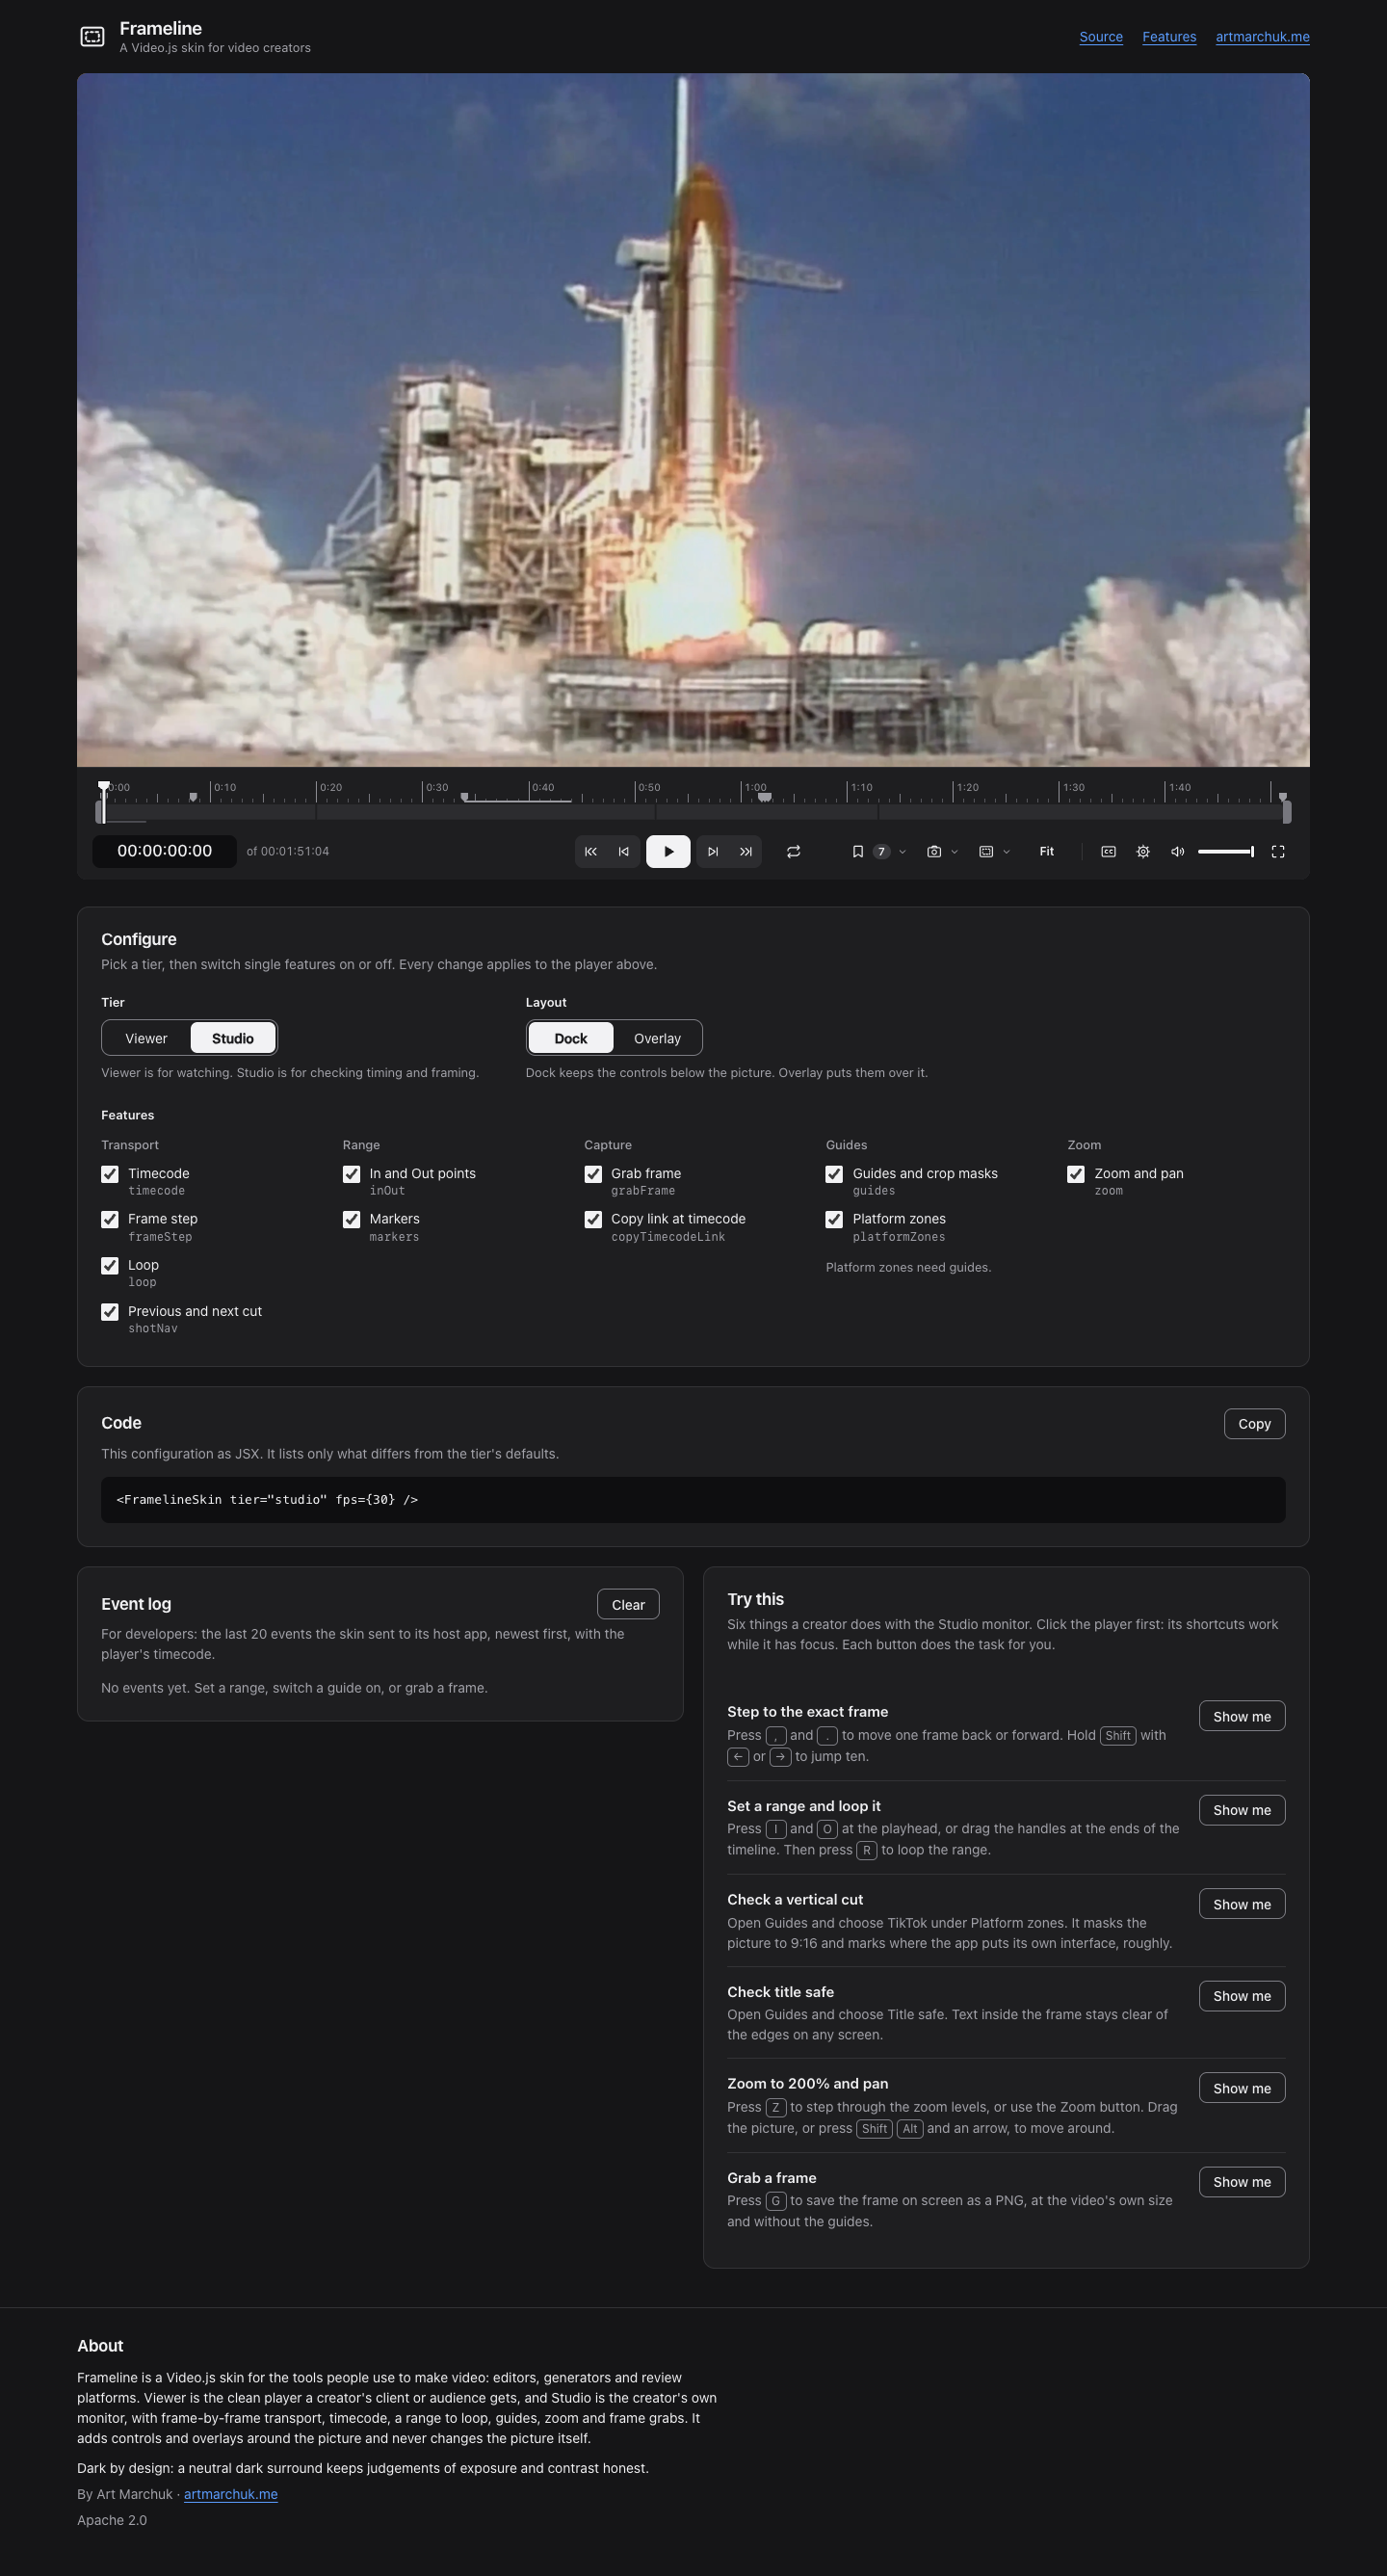 Frameline
A Video.js skin for video creators
Source Features artmarchuk.me
0:00 0:10 0:20 0:30 0:40 0:50 1:00 1:10 1:20 1:30 1:40
00:00:00:00 of 00:01:51:04 7 Fit
Configure
Pick a tier, then switch single features on or off. Every change applies to the player above.
Tier Layout
Viewer Studio Dock Overlay
Viewer is for watching. Studio is for checking timing and framing. Dock keeps the controls below the picture. Overlay puts them over it.
Features
Transport Range Capture Guides Zoom
Timecode In and Out points Grab frame Guides and crop masks Zoom and pan
timecode inOut grabFrame guides zoom
Frame step Markers Copy link at timecode Platform zones
frameStep markers copyTimecodeLink platformZones
Loop Platform zones need guides.
loop
Previous and next cut
shotNav
Code Copy
This configuration as JSX. It lists only what differs from the tier's defaults.
<FramelineSkin tier="studio" fps={30} />
Event log Clear
For developers: the last 20 events the skin sent to its host app, newest first, with the
player's timecode.
No events yet. Set a range, switch a guide on, or grab a frame.
Try this
Six things a creator does with the Studio monitor. Click the player first: its shortcuts work
while it has focus. Each button does the task for you.
Step to the exact frame Show me
Press , and . to move one frame back or forward. Hold Shift with
← or → to jump ten.
Set a range and loop it Show me
Press I and O at the playhead, or drag the handles at the ends of the
timeline. Then press R to loop the range.
Check a vertical cut Show me
Open Guides and choose TikTok under Platform zones. It masks the
picture to 9:16 and marks where the app puts its own interface, roughly.
Check title safe Show me
Open Guides and choose Title safe. Text inside the frame stays clear of
the edges on any screen.
Zoom to 200% and pan Show me
Press Z to step through the zoom levels, or use the Zoom button. Drag
the picture, or press Shift Alt and an arrow, to move around.
Grab a frame Show me
Press G to save the frame on screen as a PNG, at the video's own size
and without the guides.
About
Frameline is a Video.js skin for the tools people use to make video: editors, generators and review
platforms. Viewer is the clean player a creator's client or audience gets, and Studio is the creator's own
monitor, with frame-by-frame transport, timecode, a range to loop, guides, zoom and frame grabs. It
adds controls and overlays around the picture and never changes the picture itself.
Dark by design: a neutral dark surround keeps judgements of exposure and contrast honest.
By Art Marchuk · artmarchuk.me
Apache 2.0